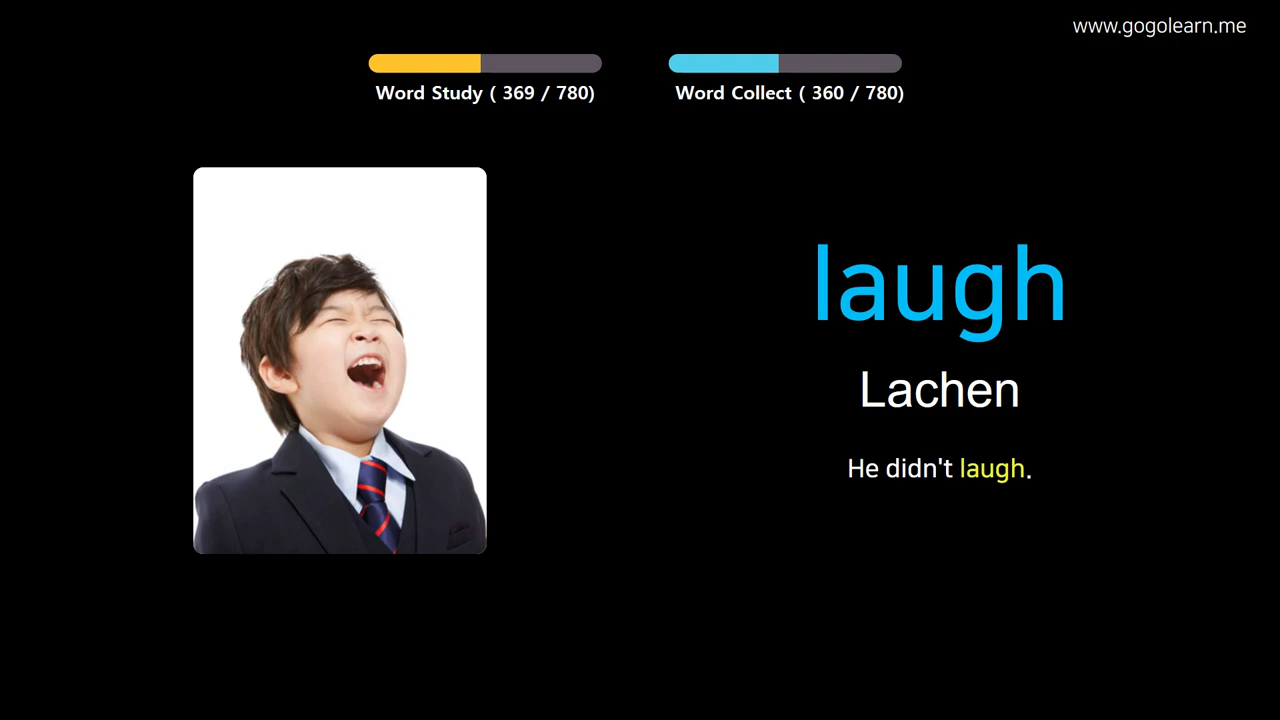 www.gogolearn.me
Word Study ( 369 / 780)
Word Collect ( 360 / 780)
laugh
Lachen
He didn't laugh.